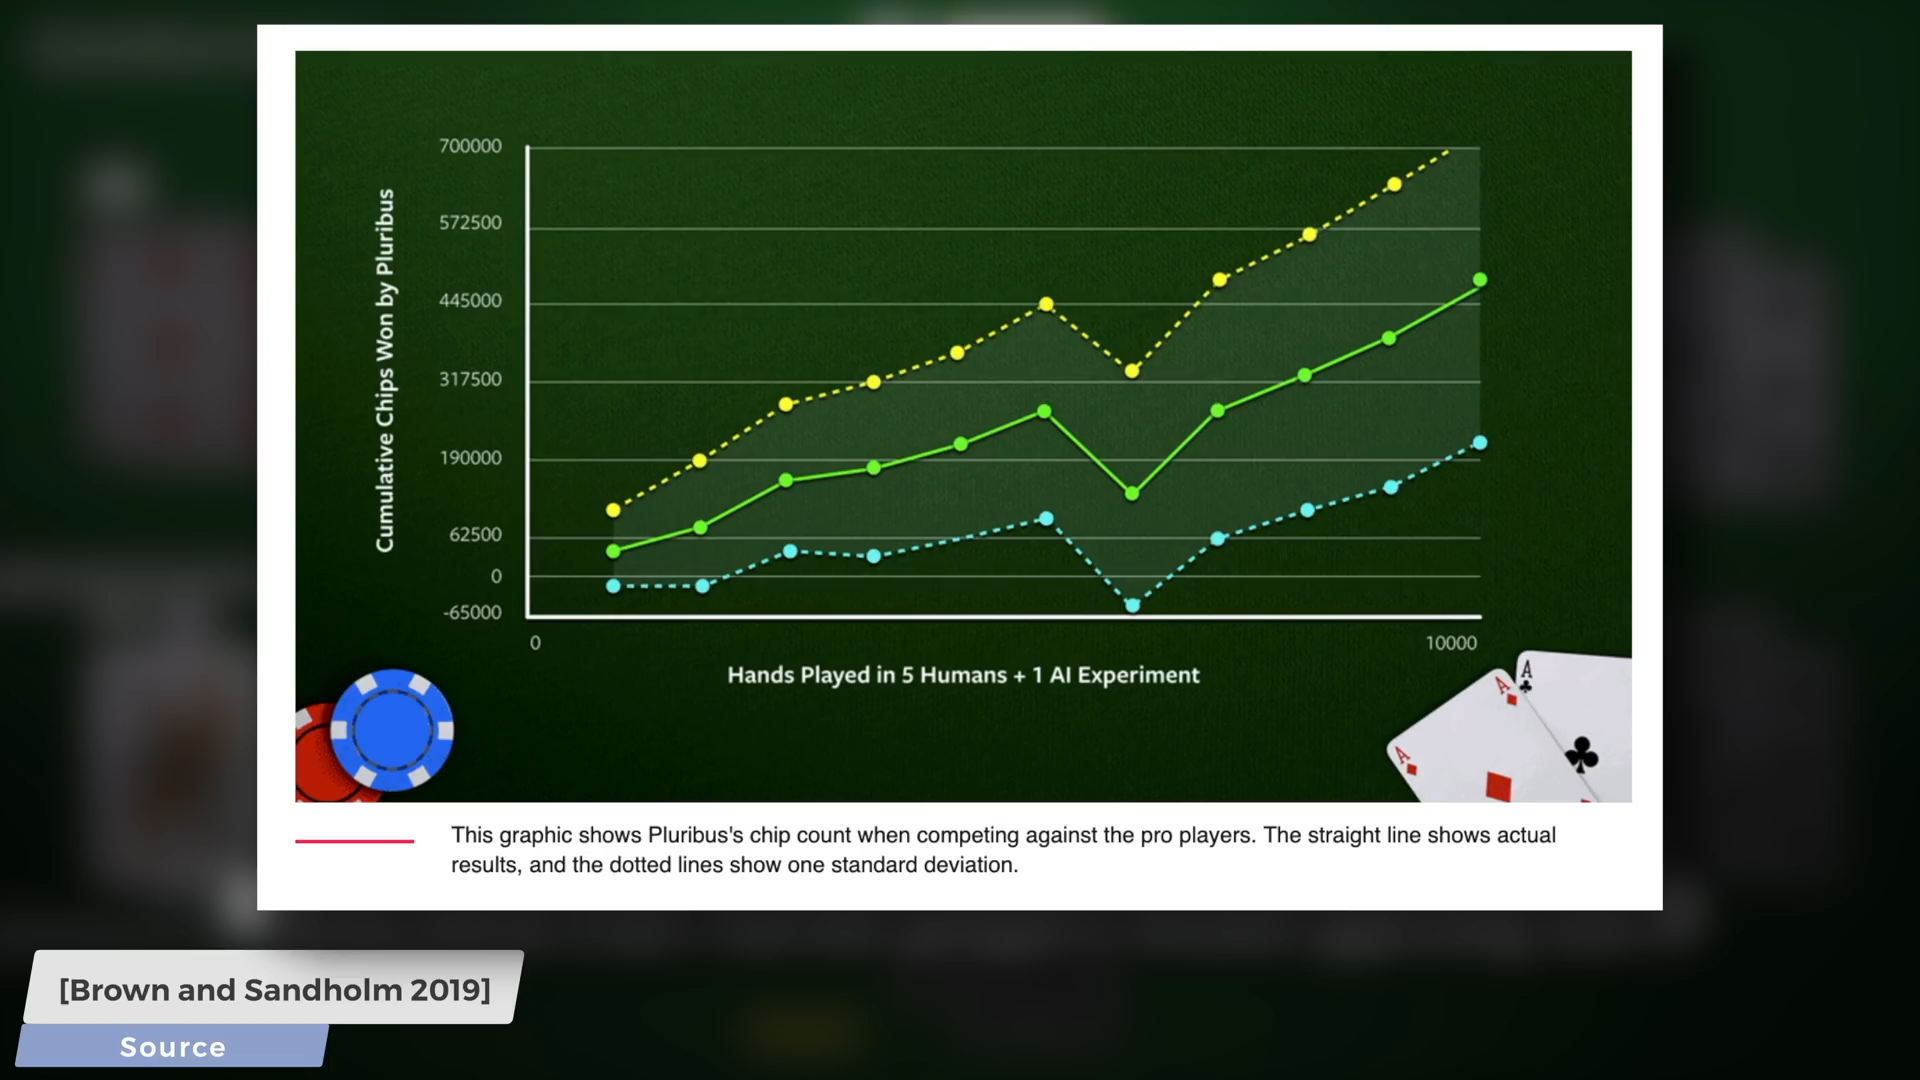 Cumulative Chips Won by Pluribus
700000
572500
445000
317500
190000
62500
0
-65000
0
10000
Hands Played in 5 Humans + 1 AI Experiment
A
A
A
This graphic shows Pluribus's chip count when competing against the pro players. The straight line shows actual
results, and the dotted lines show one standard deviation.
[Brown and Sandholm 2019]
Source